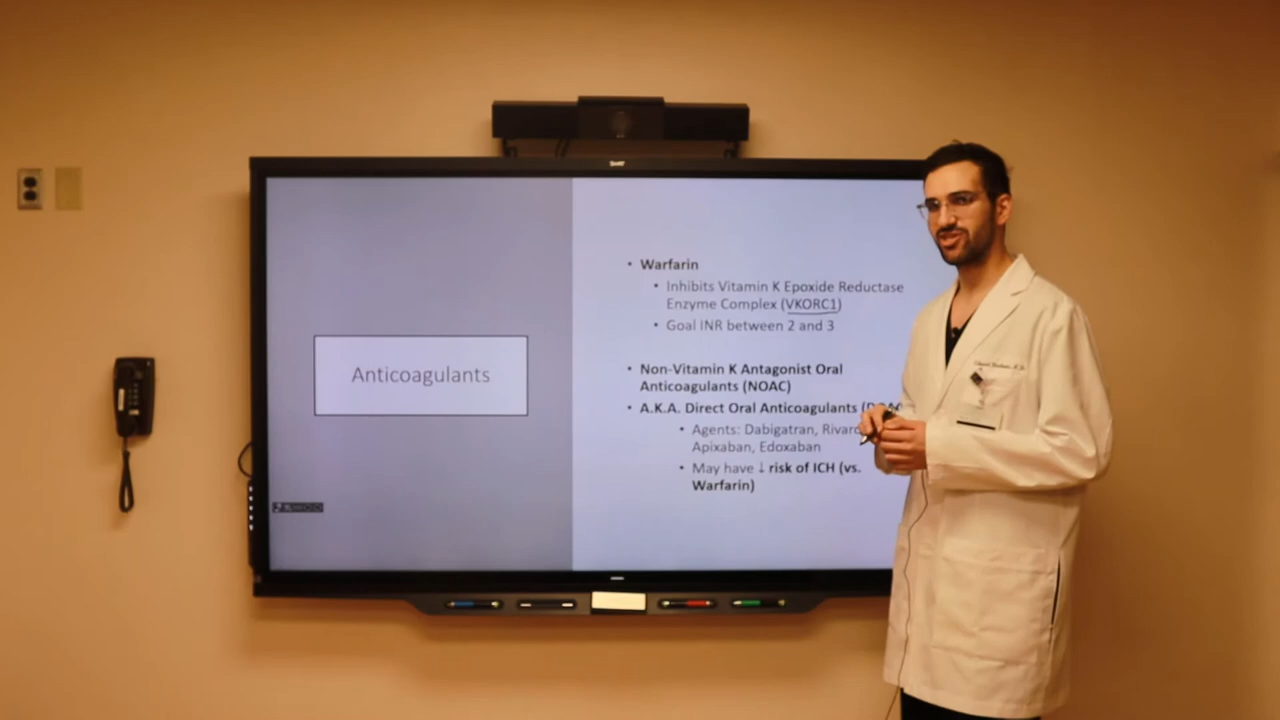 SMART
Anticoagulants
• Warfarin
• Inhibits Vitamin K Epoxide Reductase
Enzyme Complex (VKORC1)
• Goal INR between 2 and 3
• Non-Vitamin K Antagonist Oral
Anticoagulants (NOAC)
• A.K.A. Direct Oral Anticoagulants
• Agents: Dabigatran,
Apixaban, Edoxaban
• May have ↓ risk of ICH (vs.
Warfarin)